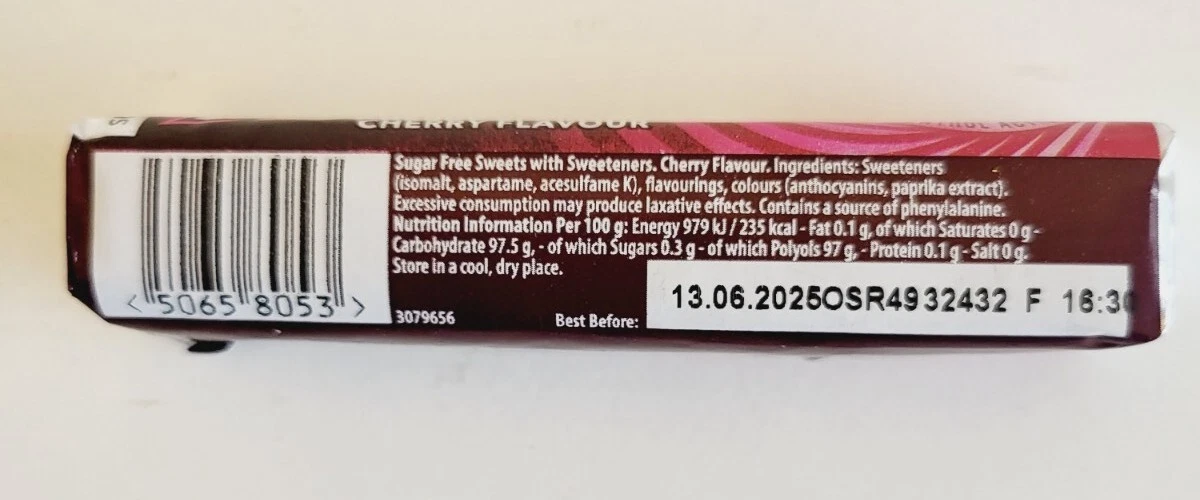 CHERRY FLAVOUR
Sugar Free Sweets with Sweeteners. Cherry Flavour. Ingredients: Sweeteners
(isomalt, aspartame, acesulfame K), flavourings, colours (anthocyanins, paprika extract).
Excessive consumption may produce laxative effects. Contains a source of phenylalanine.
Nutrition Information Per 100 g: Energy 979 kJ / 235 kcal - Fat 0.1 g, of which Saturates 0 g -
Carbohydrate 97.5 g, - of which Sugars 0.3 g - of which Polyols 97 g, - Protein 0.1 g - Salt 0 g.
Store in a cool, dry place.
< 5065 8053 >
3079656
Best Before:
13.06.2025OSR4932432 F 16:30